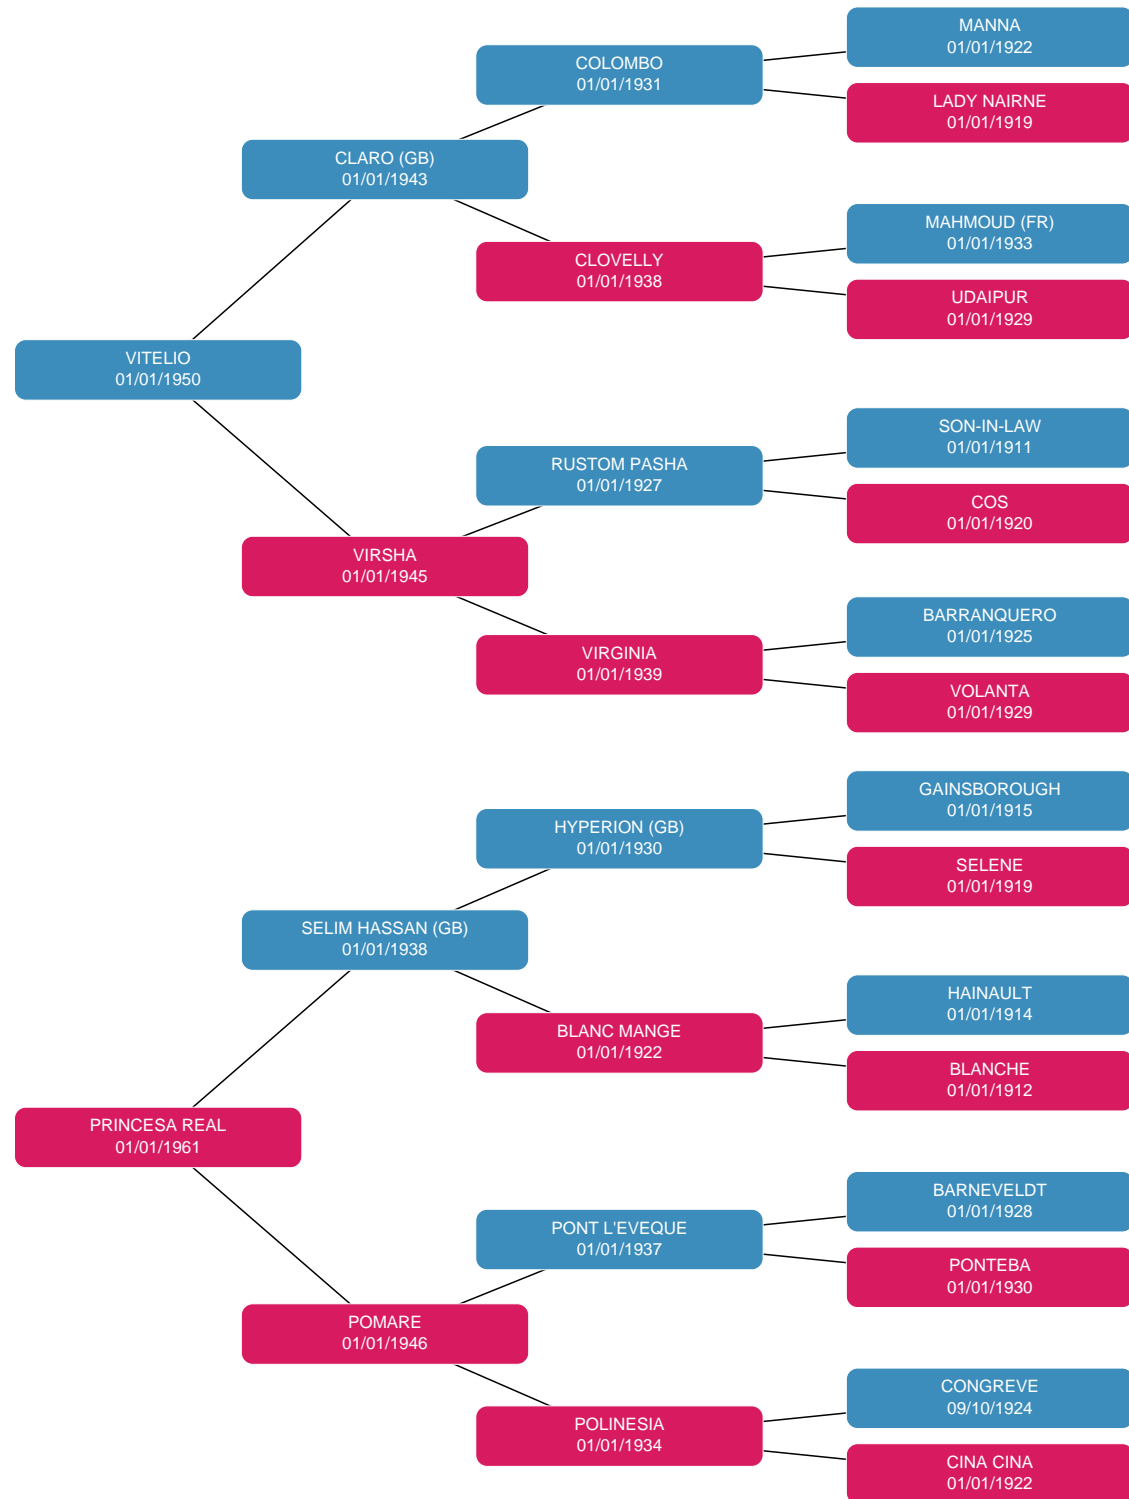 MANNA
01/01/1922
COLOMBO
01/01/1931
LADY NAIRNE
01/01/1919
CLARO (GB)
01/01/1943
MAHMOUD (FR)
01/01/1933
CLOVELLY
01/01/1938
UDAIPUR
01/01/1929
VITELIO
01/01/1950
SON-IN-LAW
01/01/1911
RUSTOM PASHA
01/01/1927
COS
01/01/1920
VIRSHA
01/01/1945
BARRANQUERO
01/01/1925
VIRGINIA
01/01/1939
VOLANTA
01/01/1929
GAINSBOROUGH
01/01/1915
HYPERION (GB)
01/01/1930
SELENE
01/01/1919
SELIM HASSAN (GB)
01/01/1938
HAINAULT
01/01/1914
BLANC MANGE
01/01/1922
BLANCHE
01/01/1912
PRINCESA REAL
01/01/1961
BARNEVELDT
01/01/1928
PONT L'EVEQUE
01/01/1937
PONTEBA
01/01/1930
POMARE
01/01/1946
CONGREVE
09/10/1924
POLINESIA
01/01/1934
CINA CINA
01/01/1922